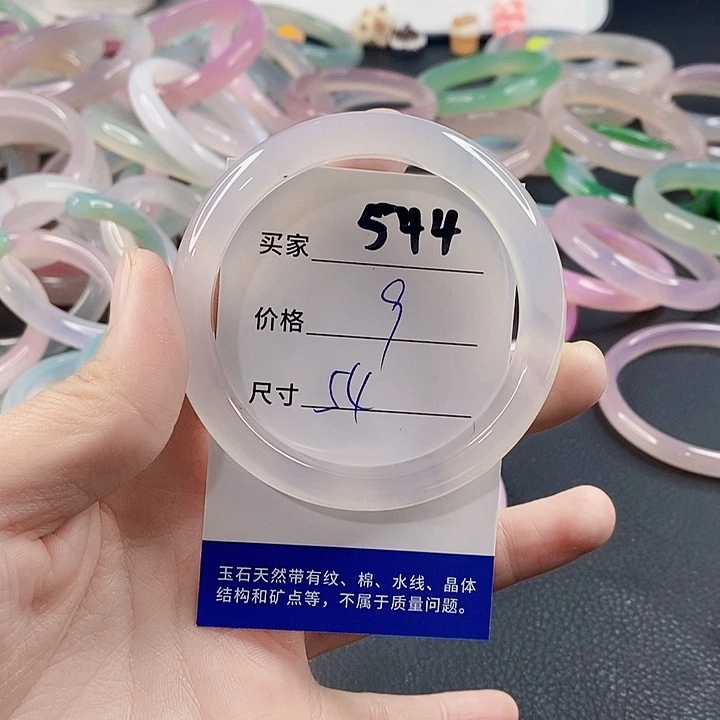 买家 544
价格 9
尺寸 54
玉石天然带有纹、棉、水线、晶体
结构和矿点等，不属于质量问题。